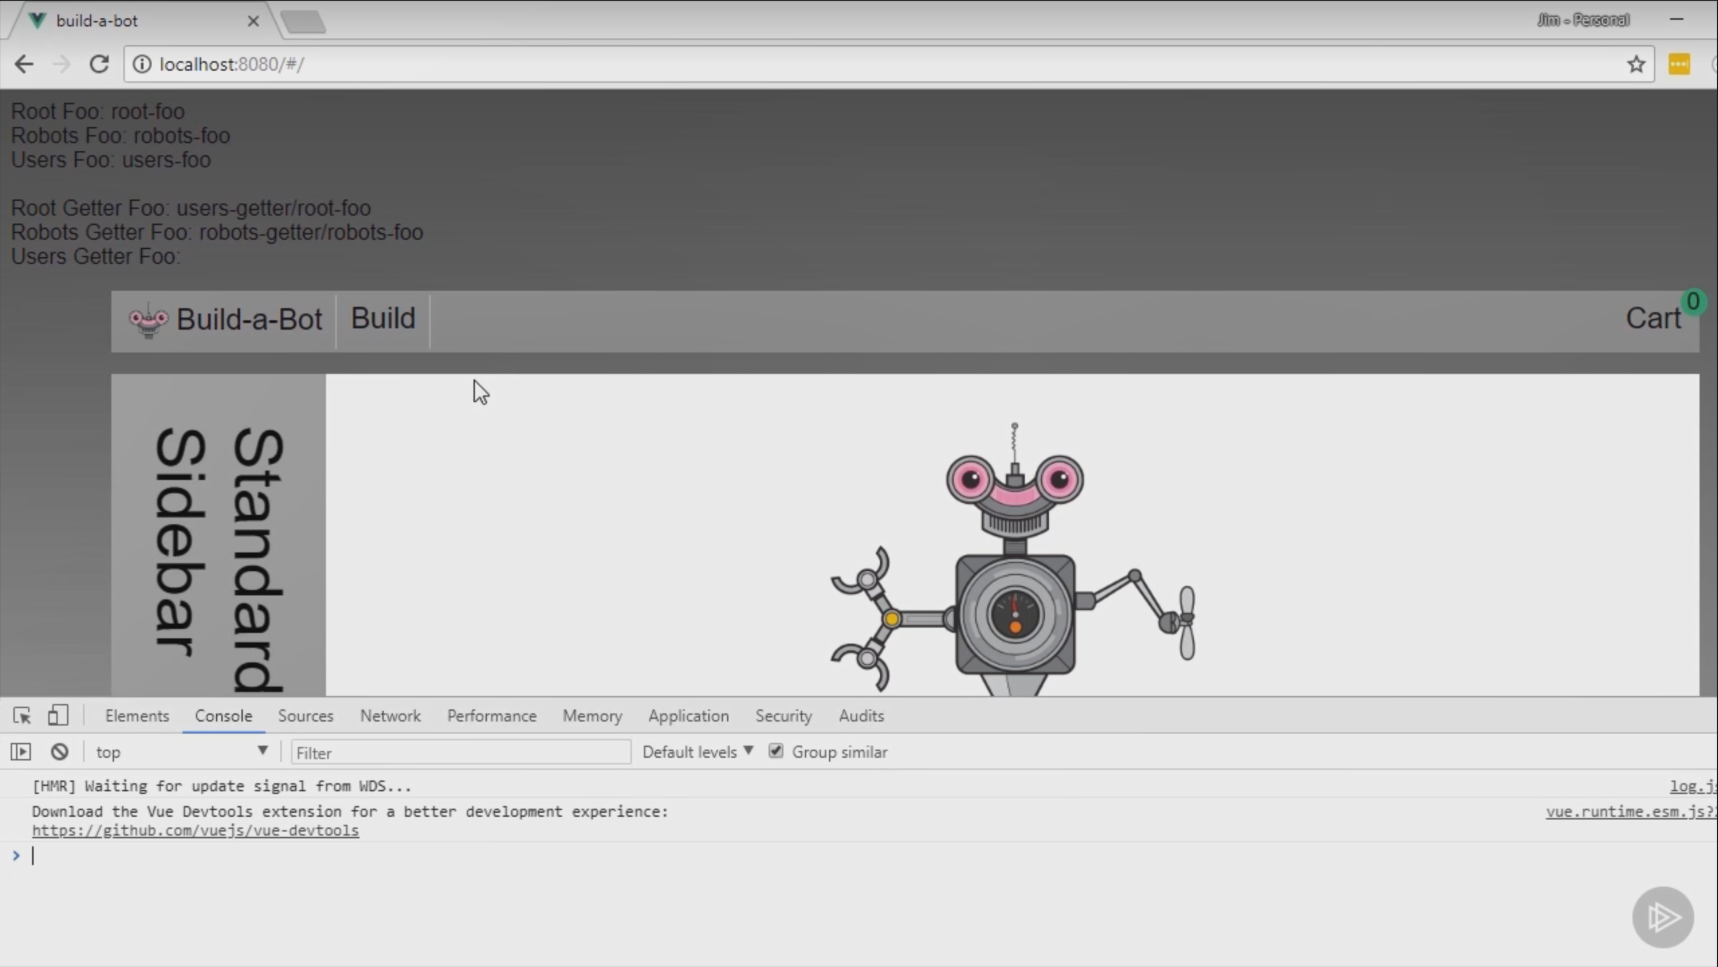 build-a-bot
Jim - Personal
localhost:8080/#/
Root Foo: root-foo
Robots Foo: robots-foo
Users Foo: users-foo
Root Getter Foo: users-getter/root-foo
Robots Getter Foo: robots-getter/robots-foo
Users Getter Foo:
Build-a-Bot
Build
Cart
0
Standard
Sidebar
Elements
Console
Sources
Network
Performance
Memory
Application
Security
Audits
top
Filter
Default levels
Group similar
[HMR] Waiting for update signal from WDS...
log.js
Download the Vue Devtools extension for a better development experience:
vue.runtime.esm.js?
https://github.com/vuejs/vue-devtools